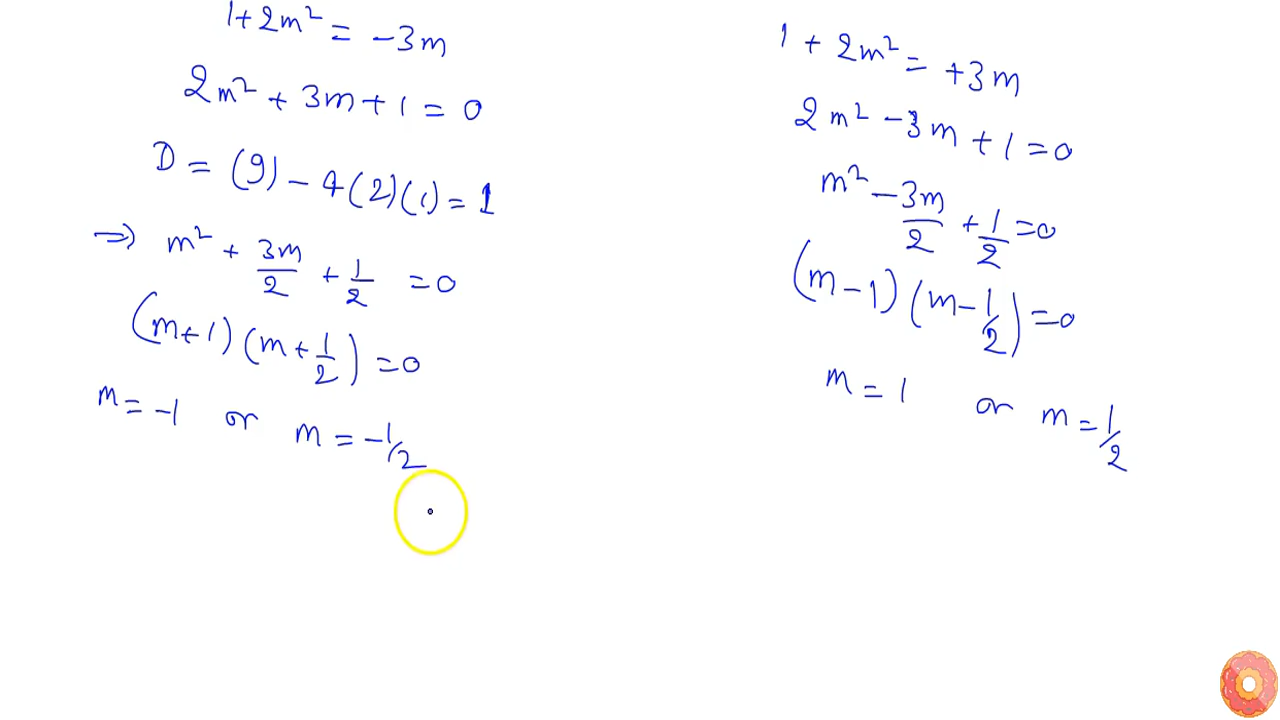 1+2m² = -3m
2m² + 3m + 1 = 0
D = (9) - 4(2)(1) = 1
⇒ m² + 3m/2 + 1/2 = 0
(m+1)(m+1/2) = 0
m = -1 or m = -1/2
1 + 2m² = +3m
2m² - 3m + 1 = 0
m² - 3m/2 + 1/2 = 0
(m-1)(m-1/2) = 0
m = 1 or m = 1/2